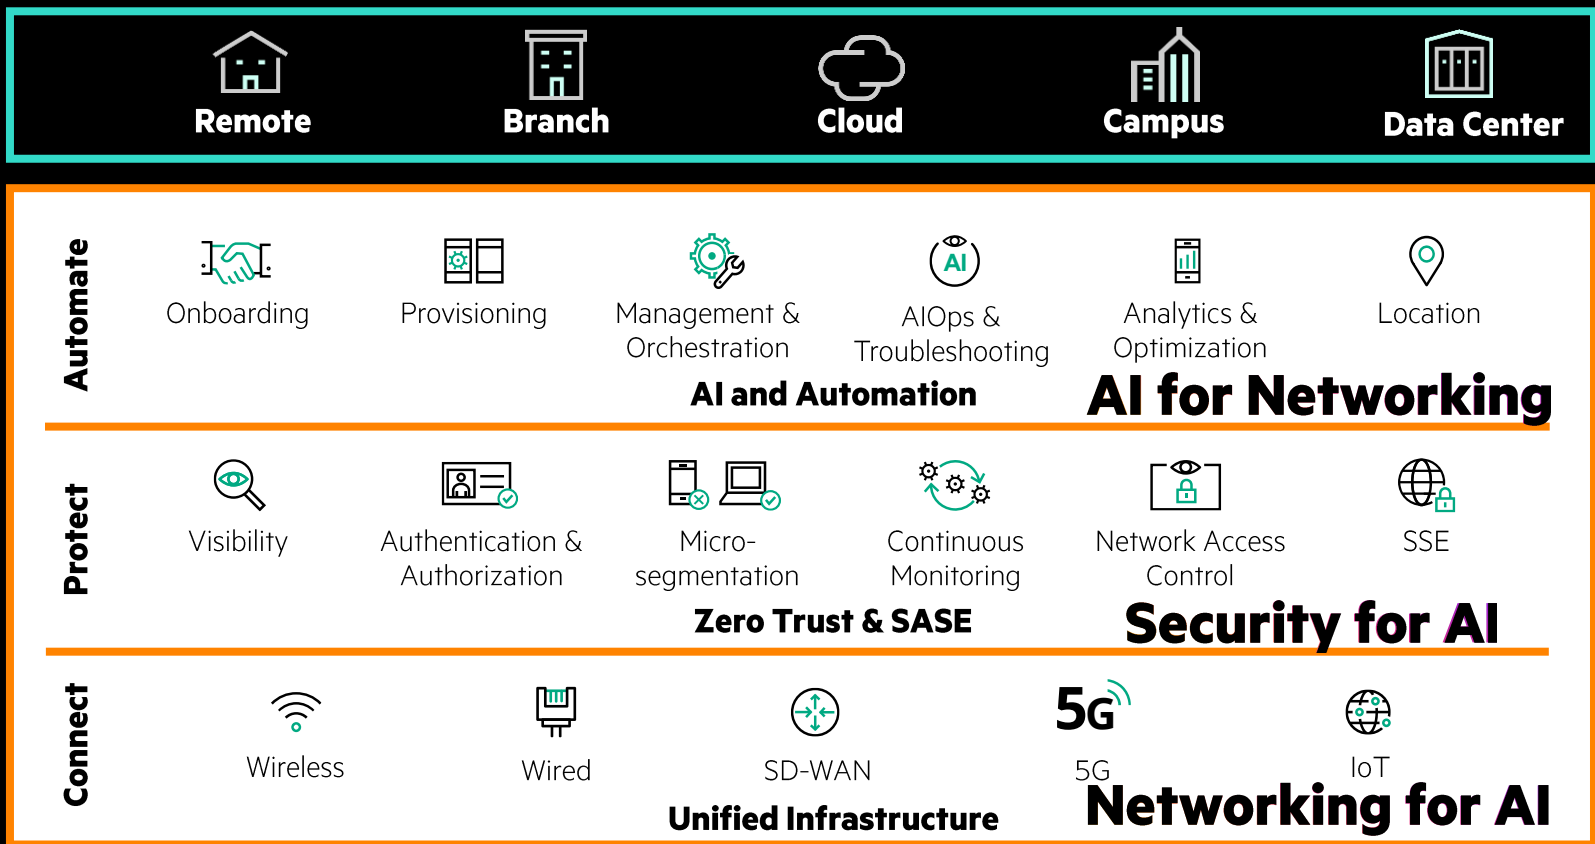 Remote
Branch
Cloud
Campus
Data Center
Automate
Onboarding
Provisioning
Management &
Orchestration
AI
AIOps &
Troubleshooting
Analytics &
Optimization
Location
AI and Automation
AI for Networking
Protect
Visibility
Authentication &
Authorization
Micro-
segmentation
Continuous
Monitoring
Network Access
Control
SSE
Zero Trust & SASE
Security for AI
Connect
Wireless
Wired
SD-WAN
5G
5G
IoT
Unified Infrastructure
Networking for AI